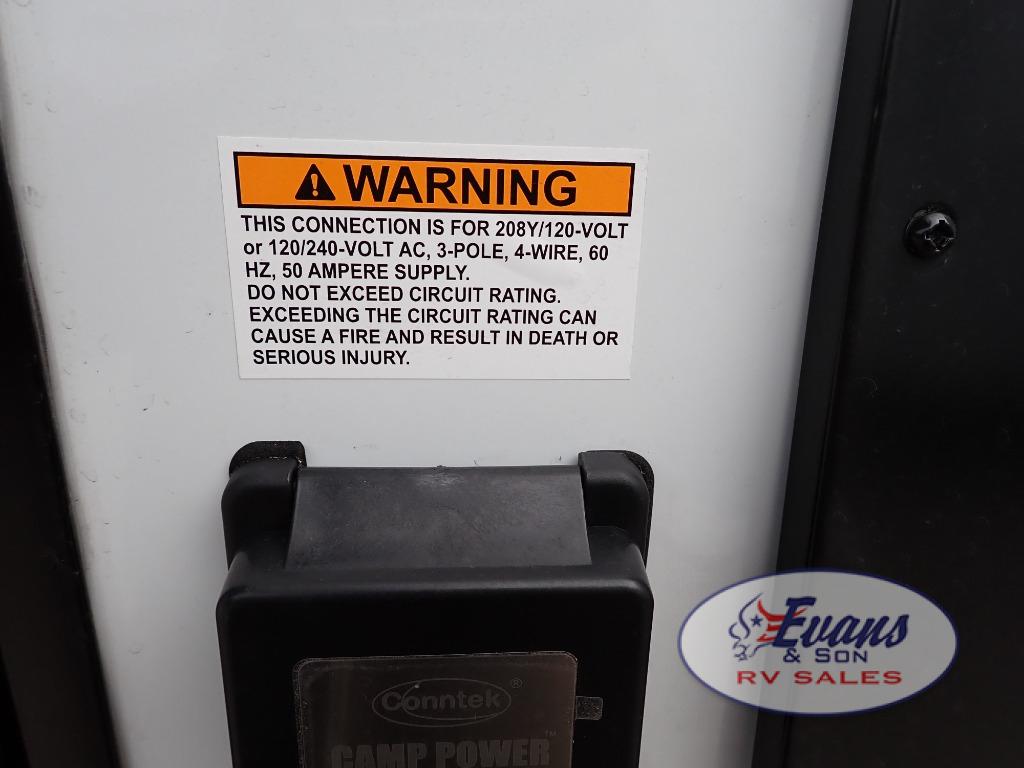 WARNING
THIS CONNECTION IS FOR 208Y/120-VOLT
or 120/240-VOLT AC, 3-POLE, 4-WIRE, 60
HZ, 50 AMPERE SUPPLY.
DO NOT EXCEED CIRCUIT RATING.
EXCEEDING THE CIRCUIT RATING CAN
CAUSE A FIRE AND RESULT IN DEATH OR
SERIOUS INJURY.
Conntek®
CAMP POWER™
Evans
& SON
RV SALES